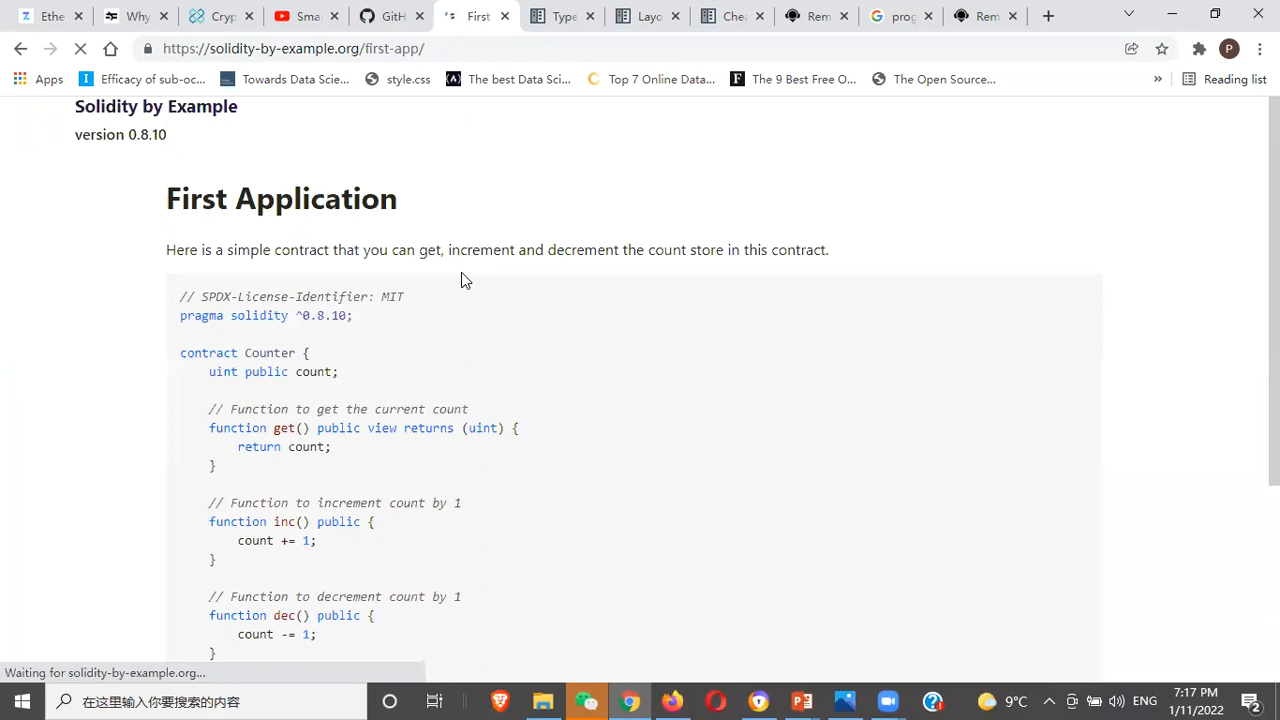 Ethe
Why
Cryp
Sma
GitH
First
Type
Layo
Chea
Rem
prog
Rem
https://solidity-by-example.org/first-app/
P
Apps
Efficacy of sub-oc...
Towards Data Scie...
style.css
The best Data Sci...
Top 7 Online Data...
The 9 Best Free O...
The Open Source...
»
Reading list
Solidity by Example
version 0.8.10
First Application
Here is a simple contract that you can get, increment and decrement the count store in this contract.
// SPDX-License-Identifier: MIT
pragma solidity ^0.8.10;
contract Counter {
uint public count;
// Function to get the current count
function get() public view returns (uint) {
return count;
}
// Function to increment count by 1
function inc() public {
count += 1;
}
// Function to decrement count by 1
function dec() public {
count -= 1;
}
Waiting for solidity-by-example.org...
在这里输入你要搜索的内容
9°C
ENG
7:17 PM
1/11/2022
2